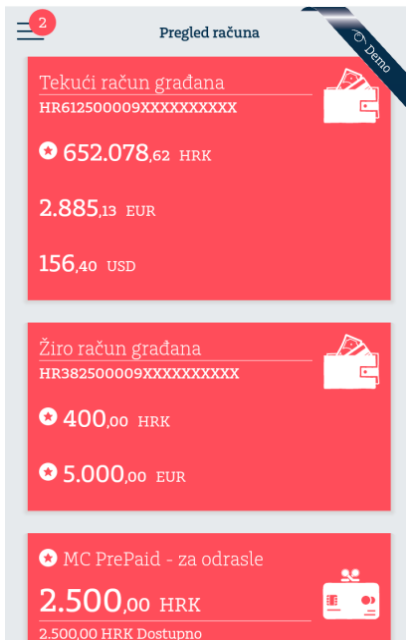 2
Pregled računa
Demo
Tekući račun građana
HR612500009XXXXXXXXXX
652.078,62 HRK
2.885,13 EUR
156,40 USD
Žiro račun građana
HR382500009XXXXXXXXXX
400,00 HRK
5.000,00 EUR
MC PrePaid - za odrasle
2.500,00 HRK
2.500,00 HRK Dostupno